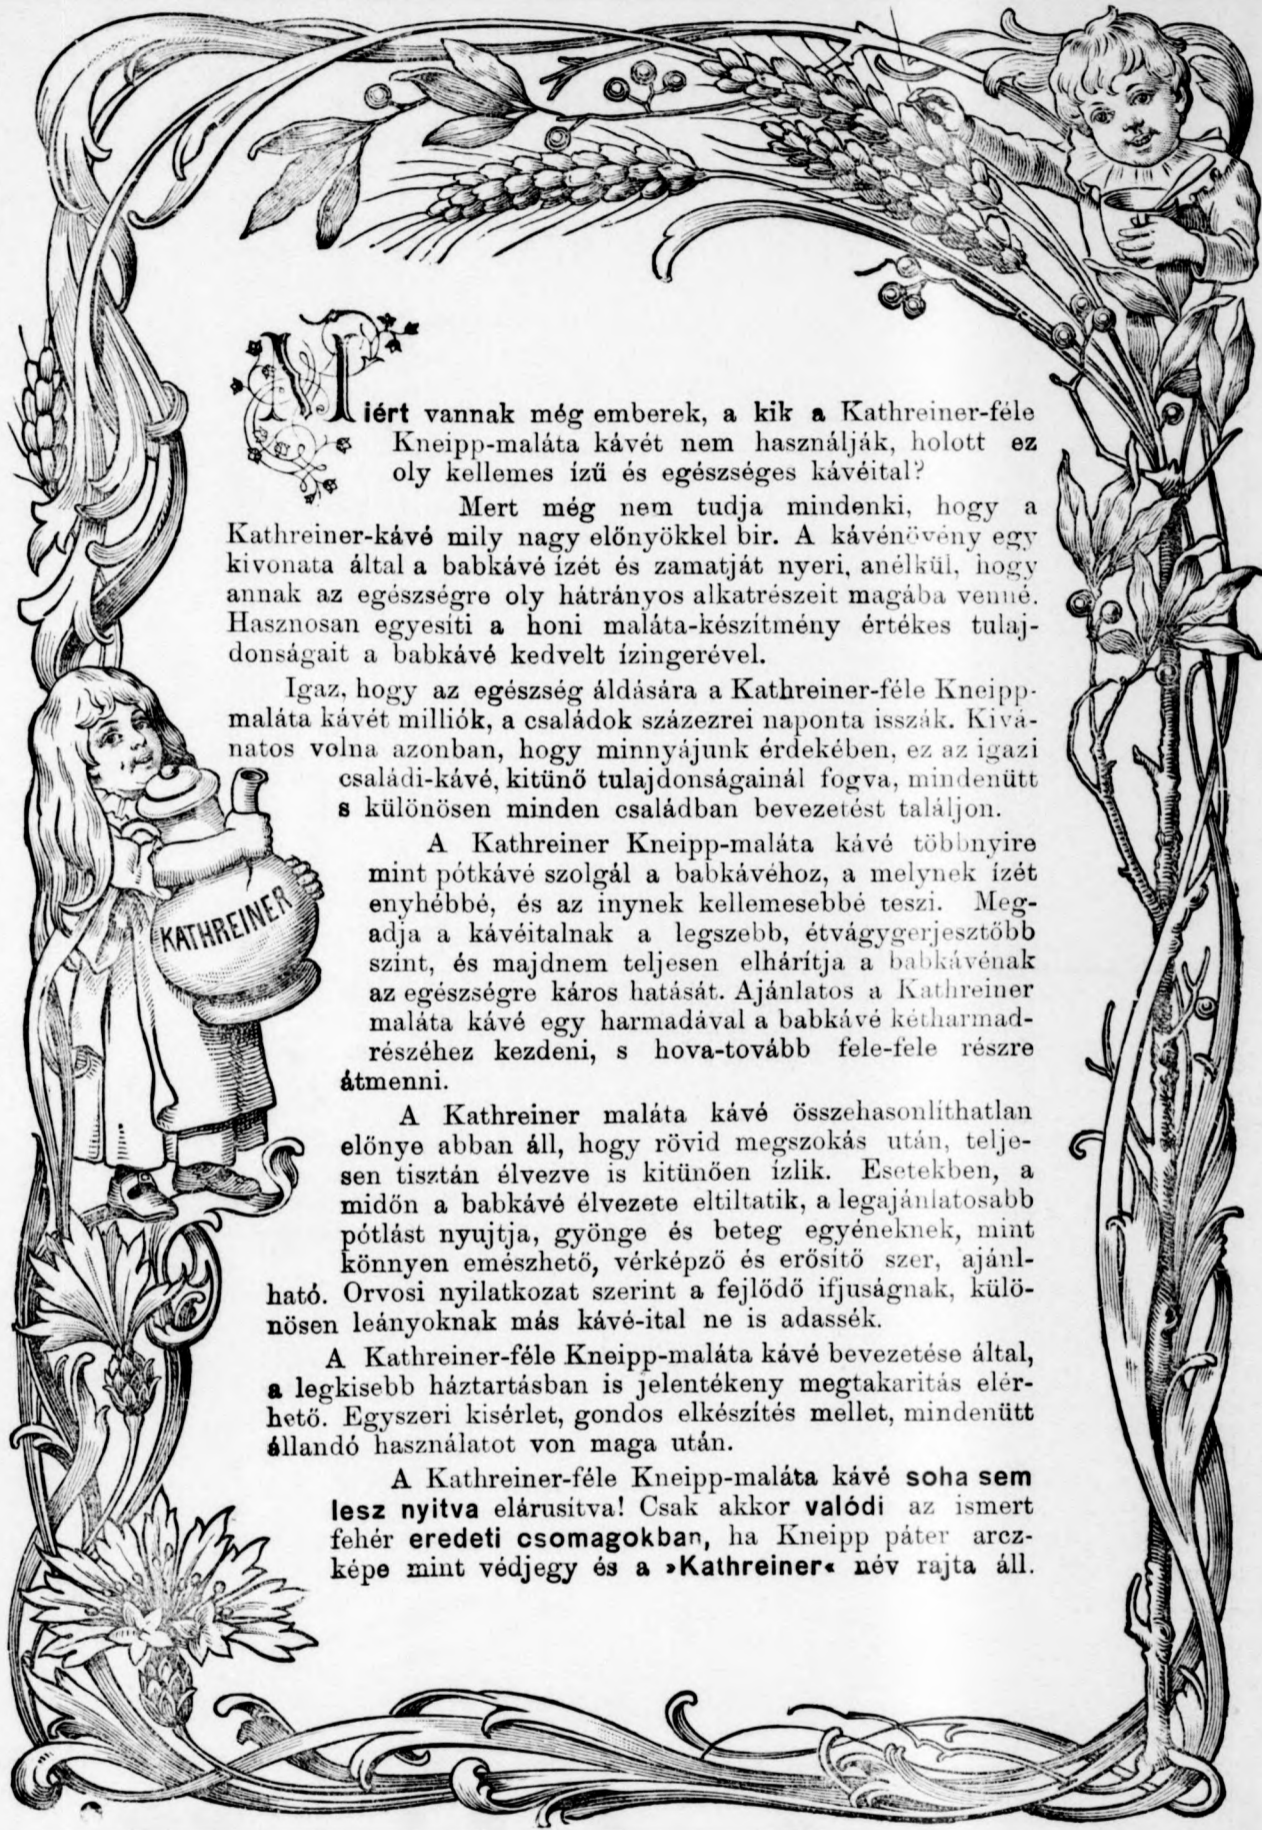 Miért vannak még emberek, a kik a Kathreiner-féle
Kneipp-maláta kávét nem használják, holott ez
oly kellemes ízű és egészséges kávéital?
Mert még nem tudja mindenki, hogy a
Kathreiner-kávé mily nagy előnyökkel bir. A kávénövény egy
kivonata által a babkávé ízét és zamatját nyeri, anélkül, hogy
annak az egészségre oly hátrányos alkatrészeit magába venné.
Hasznosan egyesíti a honi maláta-készítmény értékes tulaj-
donságait a babkávé kedvelt ízingerével.
Igaz, hogy az egészség áldására a Kathreiner-féle Kneipp-
maláta kávét milliók, a családok százezrei naponta isszák. Kivá-
natos volna azonban, hogy minnyájunk érdekében, ez az igazi
családi-kávé, kitünő tulajdonságainál fogva, mindenütt
s különösen minden családban bevezetést találjon.
A Kathreiner Kneipp-maláta kávé többnyire
mint pótkávé szolgál a babkávéhoz, a melynek ízét
enyhébbé, és az inynek kellemesebbé teszi. Meg-
adja a kávéitalnak a legszebb, étvágygerjesztőbb
szint, és majdnem teljesen elhárítja a babkávénak
az egészségre káros hatását. Ajánlatos a Kathreiner
maláta kávé egy harmadával a babkávé kétharmad-
részéhez kezdeni, s hova-tovább fele-fele részre
átmenni.
A Kathreiner maláta kávé összehasonlíthatlan
előnye abban áll, hogy rövid megszokás után, telje-
sen tisztán élvezve is kitünően ízlik. Esetekben, a
midőn a babkávé élvezete eltiltatik, a legajánlatosabb
pótlást nyujtja, gyönge és beteg egyéneknek, mint
könnyen emészhető, vérképző és erősítő szer, ajánl-
ható. Orvosi nyilatkozat szerint a fejlődő ifjuságnak, külö-
nösen leányoknak más kávé-ital ne is adassék.
A Kathreiner-féle Kneipp-maláta kávé bevezetése által,
a legkisebb háztartásban is jelentékeny megtakaritás elér-
hető. Egyszeri kisérlet, gondos elkészítés mellet, mindenütt
állandó használatot von maga után.
A Kathreiner-féle Kneipp-maláta kávé soha sem
lesz nyitva elárusitva! Csak akkor valódi az ismert
fehér eredeti csomagokban, ha Kneipp páter arcz-
képe mint védjegy és a »Kathreiner« név rajta áll.
KATHREINER